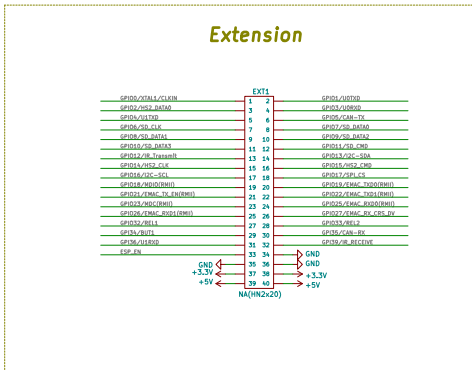 Extension
EXT1
GPIO0/XTAL1/CLKIN 1 2 GPIO1/U0TXD
GPIO2/HS2_DATA0 3 4 GPIO3/U0RXD
GPIO4/U1TXD 5 6 GPIO5/CAN-TX
GPIO6/SD_CLK 7 8 GPIO7/SD_DATA0
GPIO8/SD_DATA1 9 10 GPIO9/SD_DATA2
GPIO10/SD_DATA3 11 12 GPIO11/SD_CMD
GPIO12/IR_Transmit 13 14 GPIO13/I2C-SDA
GPIO14/HS2_CLK 15 16 GPIO15/HS2_CMD
GPIO16/I2C-SCL 17 18 GPIO17/SPI_CS
GPIO18/MDIO(RMII) 19 20 GPIO19/EMAC_TXD0(RMII)
GPIO21/EMAC_TX_EN(RMII) 21 22 GPIO22/EMAC_TXD1(RMII)
GPIO23/MDC(RMII) 23 24 GPIO25/EMAC_RXD0(RMII)
GPIO26/EMAC_RXD1(RMII) 25 26 GPIO27/EMAC_RX_CRS_DV
GPIO32/REL1 27 28 GPIO33/REL2
GPI34/BUT1 29 30 GPI35/CAN-RX
GPI36/U1RXD 31 32 GPI39/IR_RECEIVE
ESP_EN 33 34 GND
GND 35 36 GND
+3.3V 37 38 +3.3V
+5V 39 40 +5V
NA(HN2x20)